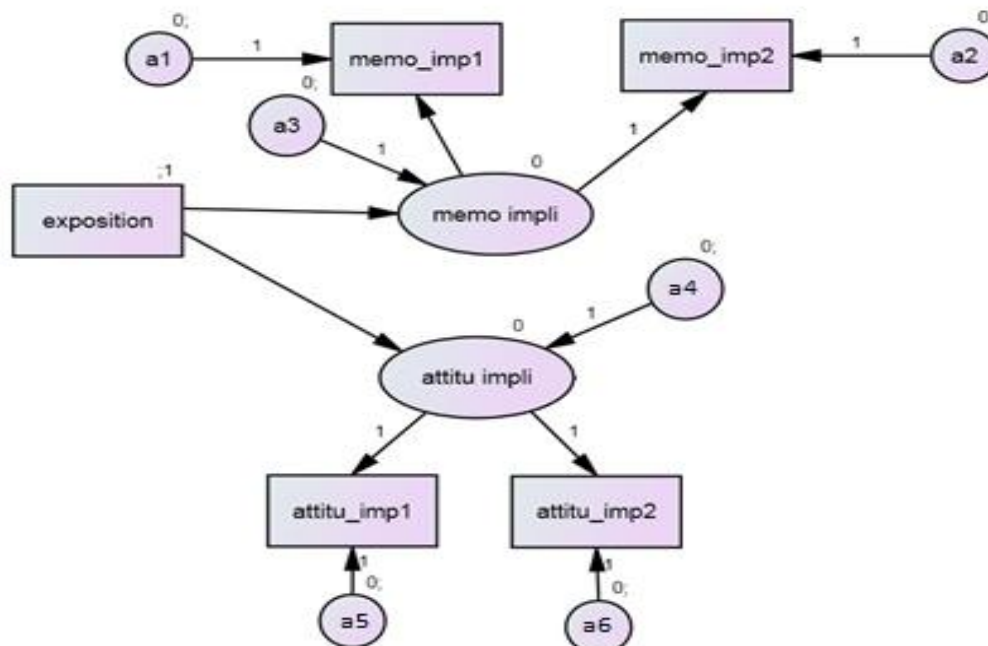 0;
a1
1
memo_imp1
memo_imp2
1
0
a2
0;
a3
1
1
0
memo impli
;1
exposition
0;
a4
1
0
attitu impli
1
1
attitu_imp1
attitu_imp2
1
0;
a5
1
0;
a6